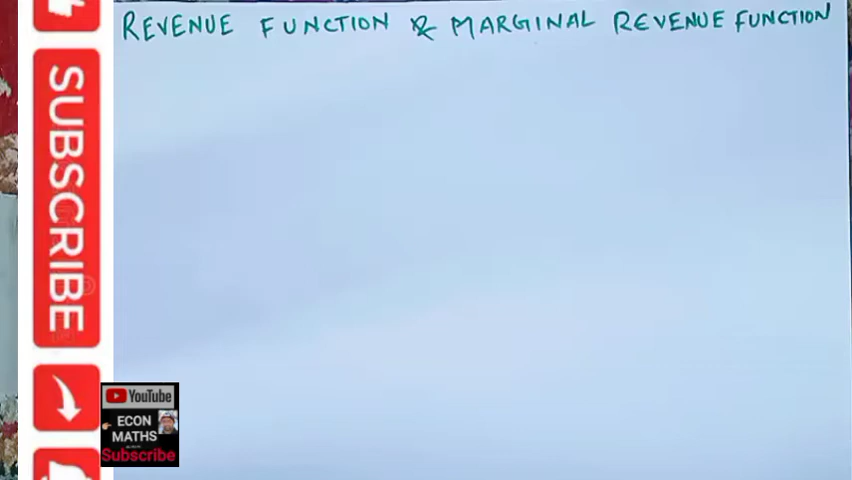 REVENUE FUNCTION & MARGINAL REVENUE FUNCTION
SUBSCRIBE
YouTube
ECON
MATHS
Subscribe